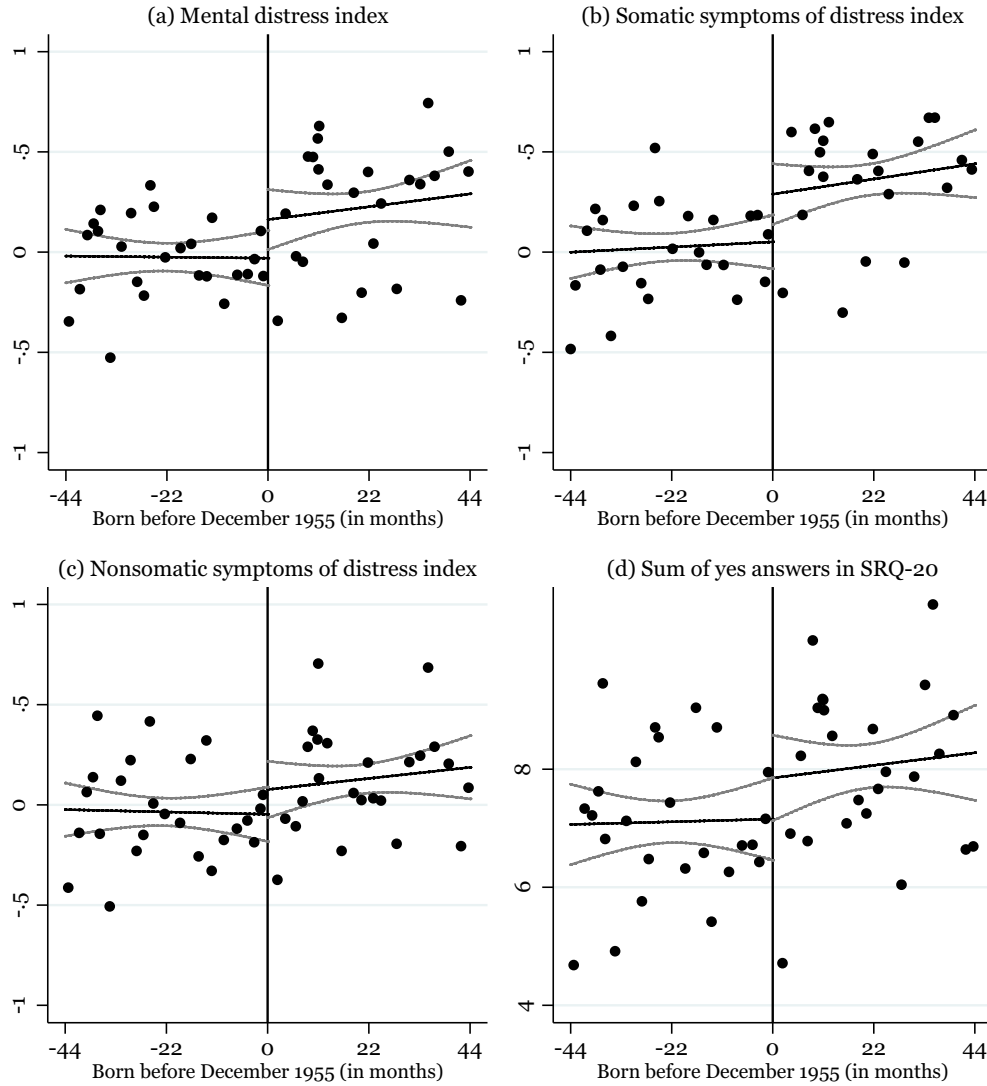 (a) Mental distress index
1
.5
0
-.5
-1
-44 -22 0 22 44
Born before December 1955 (in months)
(b) Somatic symptoms of distress index
1
.5
0
-.5
-1
-44 -22 0 22 44
Born before December 1955 (in months)
(c) Nonsomatic symptoms of distress index
1
.5
0
-.5
-1
-44 -22 0 22 44
Born before December 1955 (in months)
(d) Sum of yes answers in SRQ-20
8
6
4
-44 -22 0 22 44
Born before December 1955 (in months)